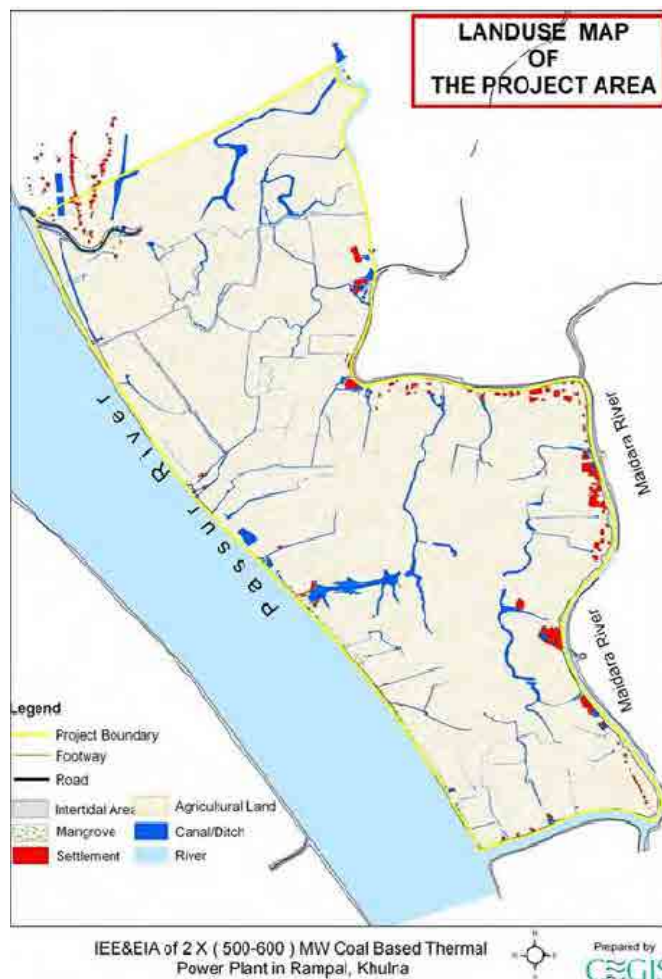 LANDUSE MAP
OF
THE PROJECT AREA
Passur River
Maidara River
Maidara River
Legend
Project Boundary
Footway
Road
Intertidal Area
Mangrove
Settlement
Agricultural Land
Canal/Ditch
River
IEE&EIA of 2 X ( 500-600 ) MW Coal Based Thermal
Power Plant in Rampal, Khulra
Prepared by
CEGIS